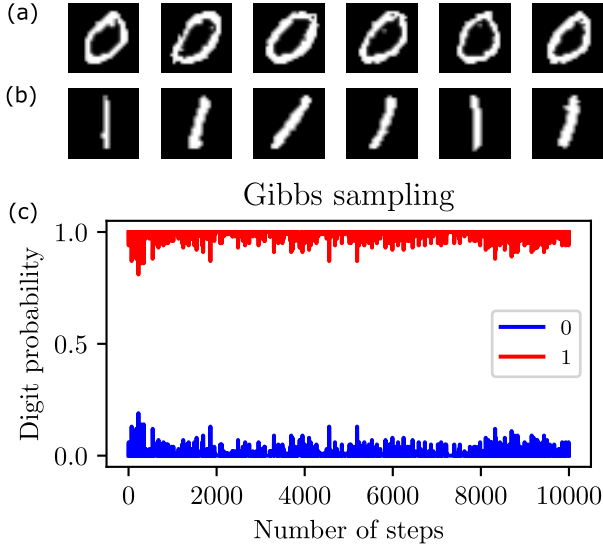 (a)
(b)
Gibbs sampling
(c)
1.0
0.5
0.0
Digit probability
0
1
0 2000 4000 6000 8000 10000
Number of steps